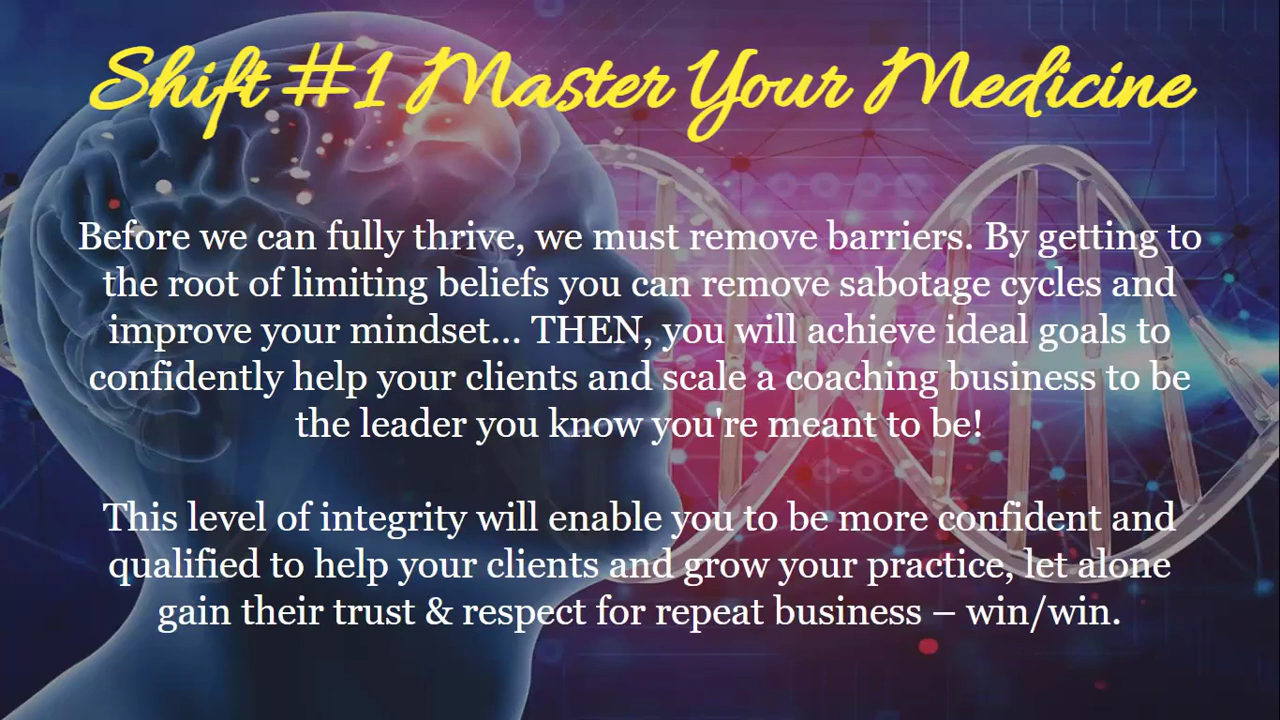 Shift #1 Master Your Medicine
Before we can fully thrive, we must remove barriers. By getting to
the root of limiting beliefs you can remove sabotage cycles and
improve your mindset... THEN, you will achieve ideal goals to
confidently help your clients and scale a coaching business to be
the leader you know you're meant to be!
This level of integrity will enable you to be more confident and
qualified to help your clients and grow your practice, let alone
gain their trust & respect for repeat business – win/win.